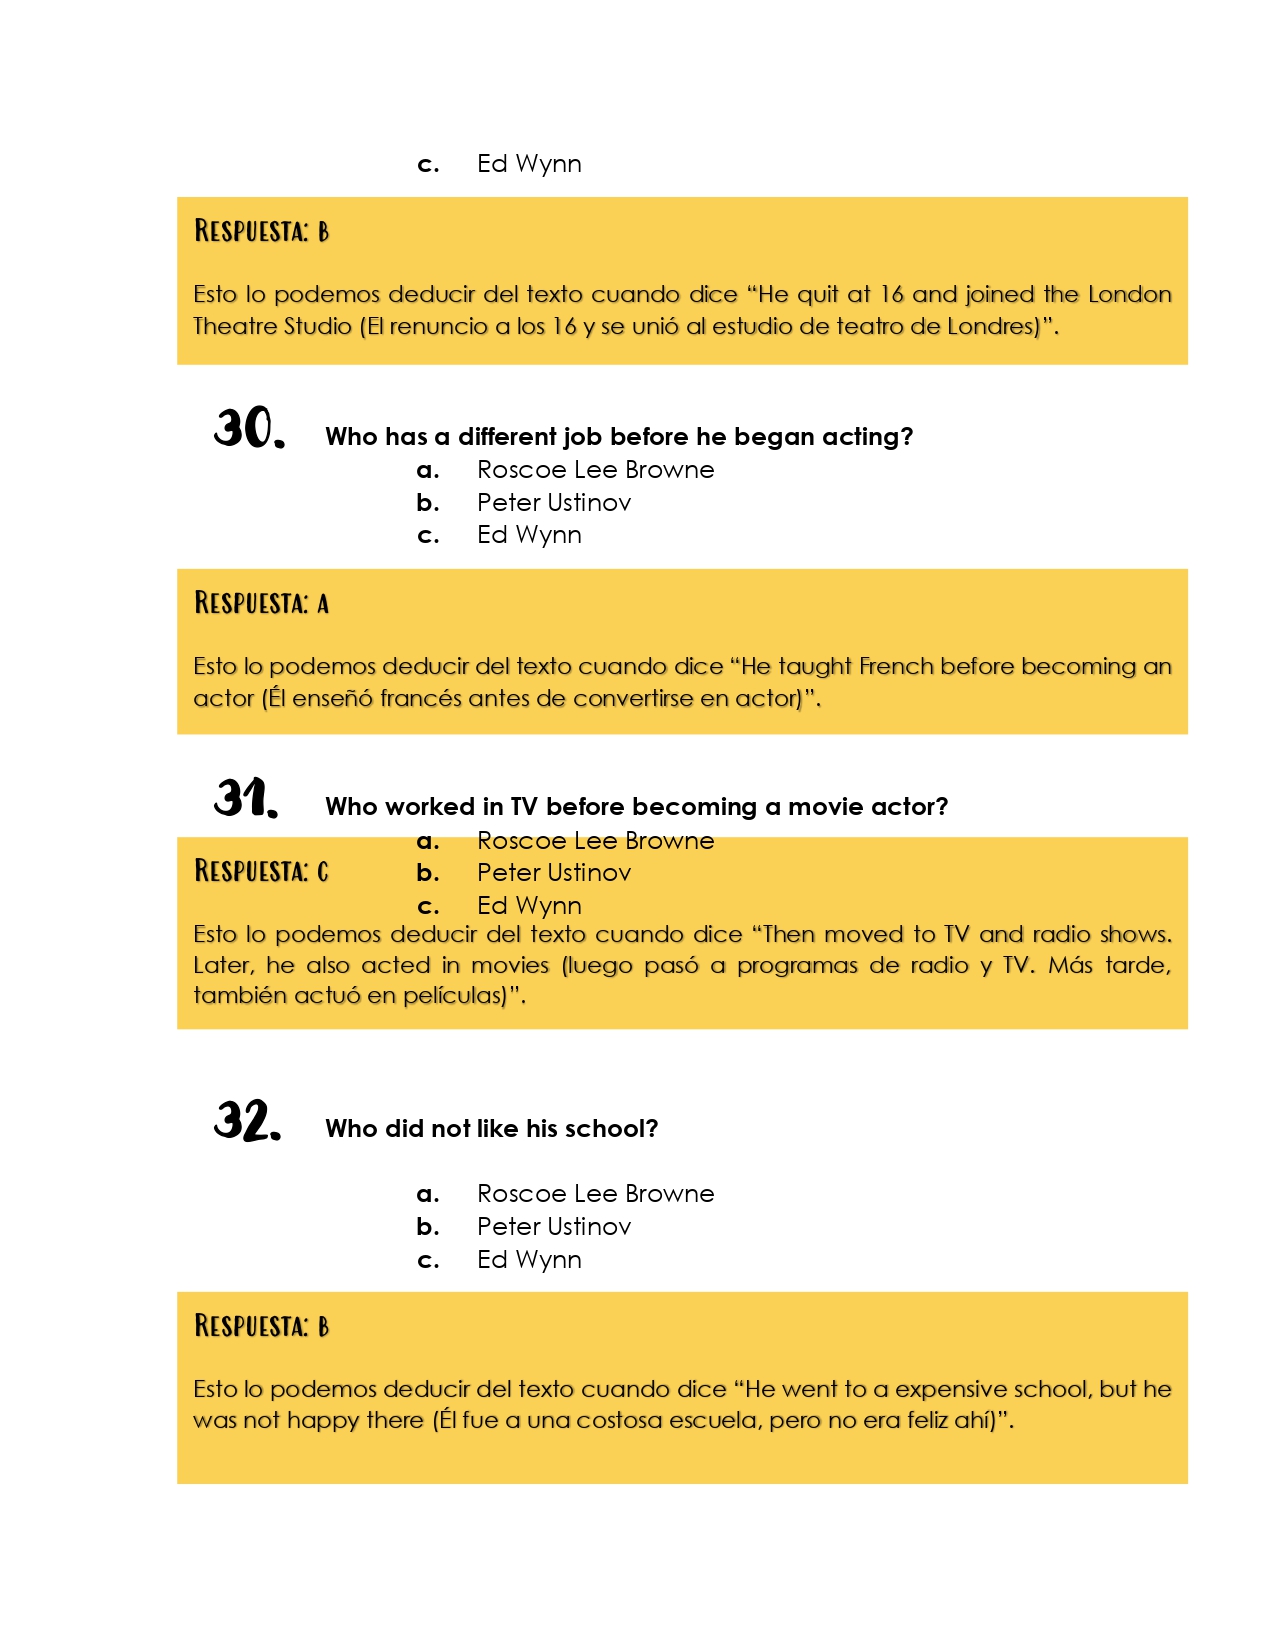 c. Ed Wynn
Respuesta: b
Esto lo podemos deducir del texto cuando dice “He quit at 16 and joined the London
Theatre Studio (El renuncio a los 16 y se unió al estudio de teatro de Londres)”.
30. Who has a different job before he began acting?
a. Roscoe Lee Browne
b. Peter Ustinov
c. Ed Wynn
Respuesta: a
Esto lo podemos deducir del texto cuando dice “He taught French before becoming an
actor (Él enseñó francés antes de convertirse en actor)”.
31. Who worked in TV before becoming a movie actor?
a. Roscoe Lee Browne
Respuesta: c
b. Peter Ustinov
c. Ed Wynn
Esto lo podemos deducir del texto cuando dice “Then moved to TV and radio shows.
Later, he also acted in movies (luego pasó a programas de radio y TV. Más tarde,
también actuó en películas)”.
32. Who did not like his school?
a. Roscoe Lee Browne
b. Peter Ustinov
c. Ed Wynn
Respuesta: b
Esto lo podemos deducir del texto cuando dice “He went to a expensive school, but he
was not happy there (Él fue a una costosa escuela, pero no era feliz ahí)”.